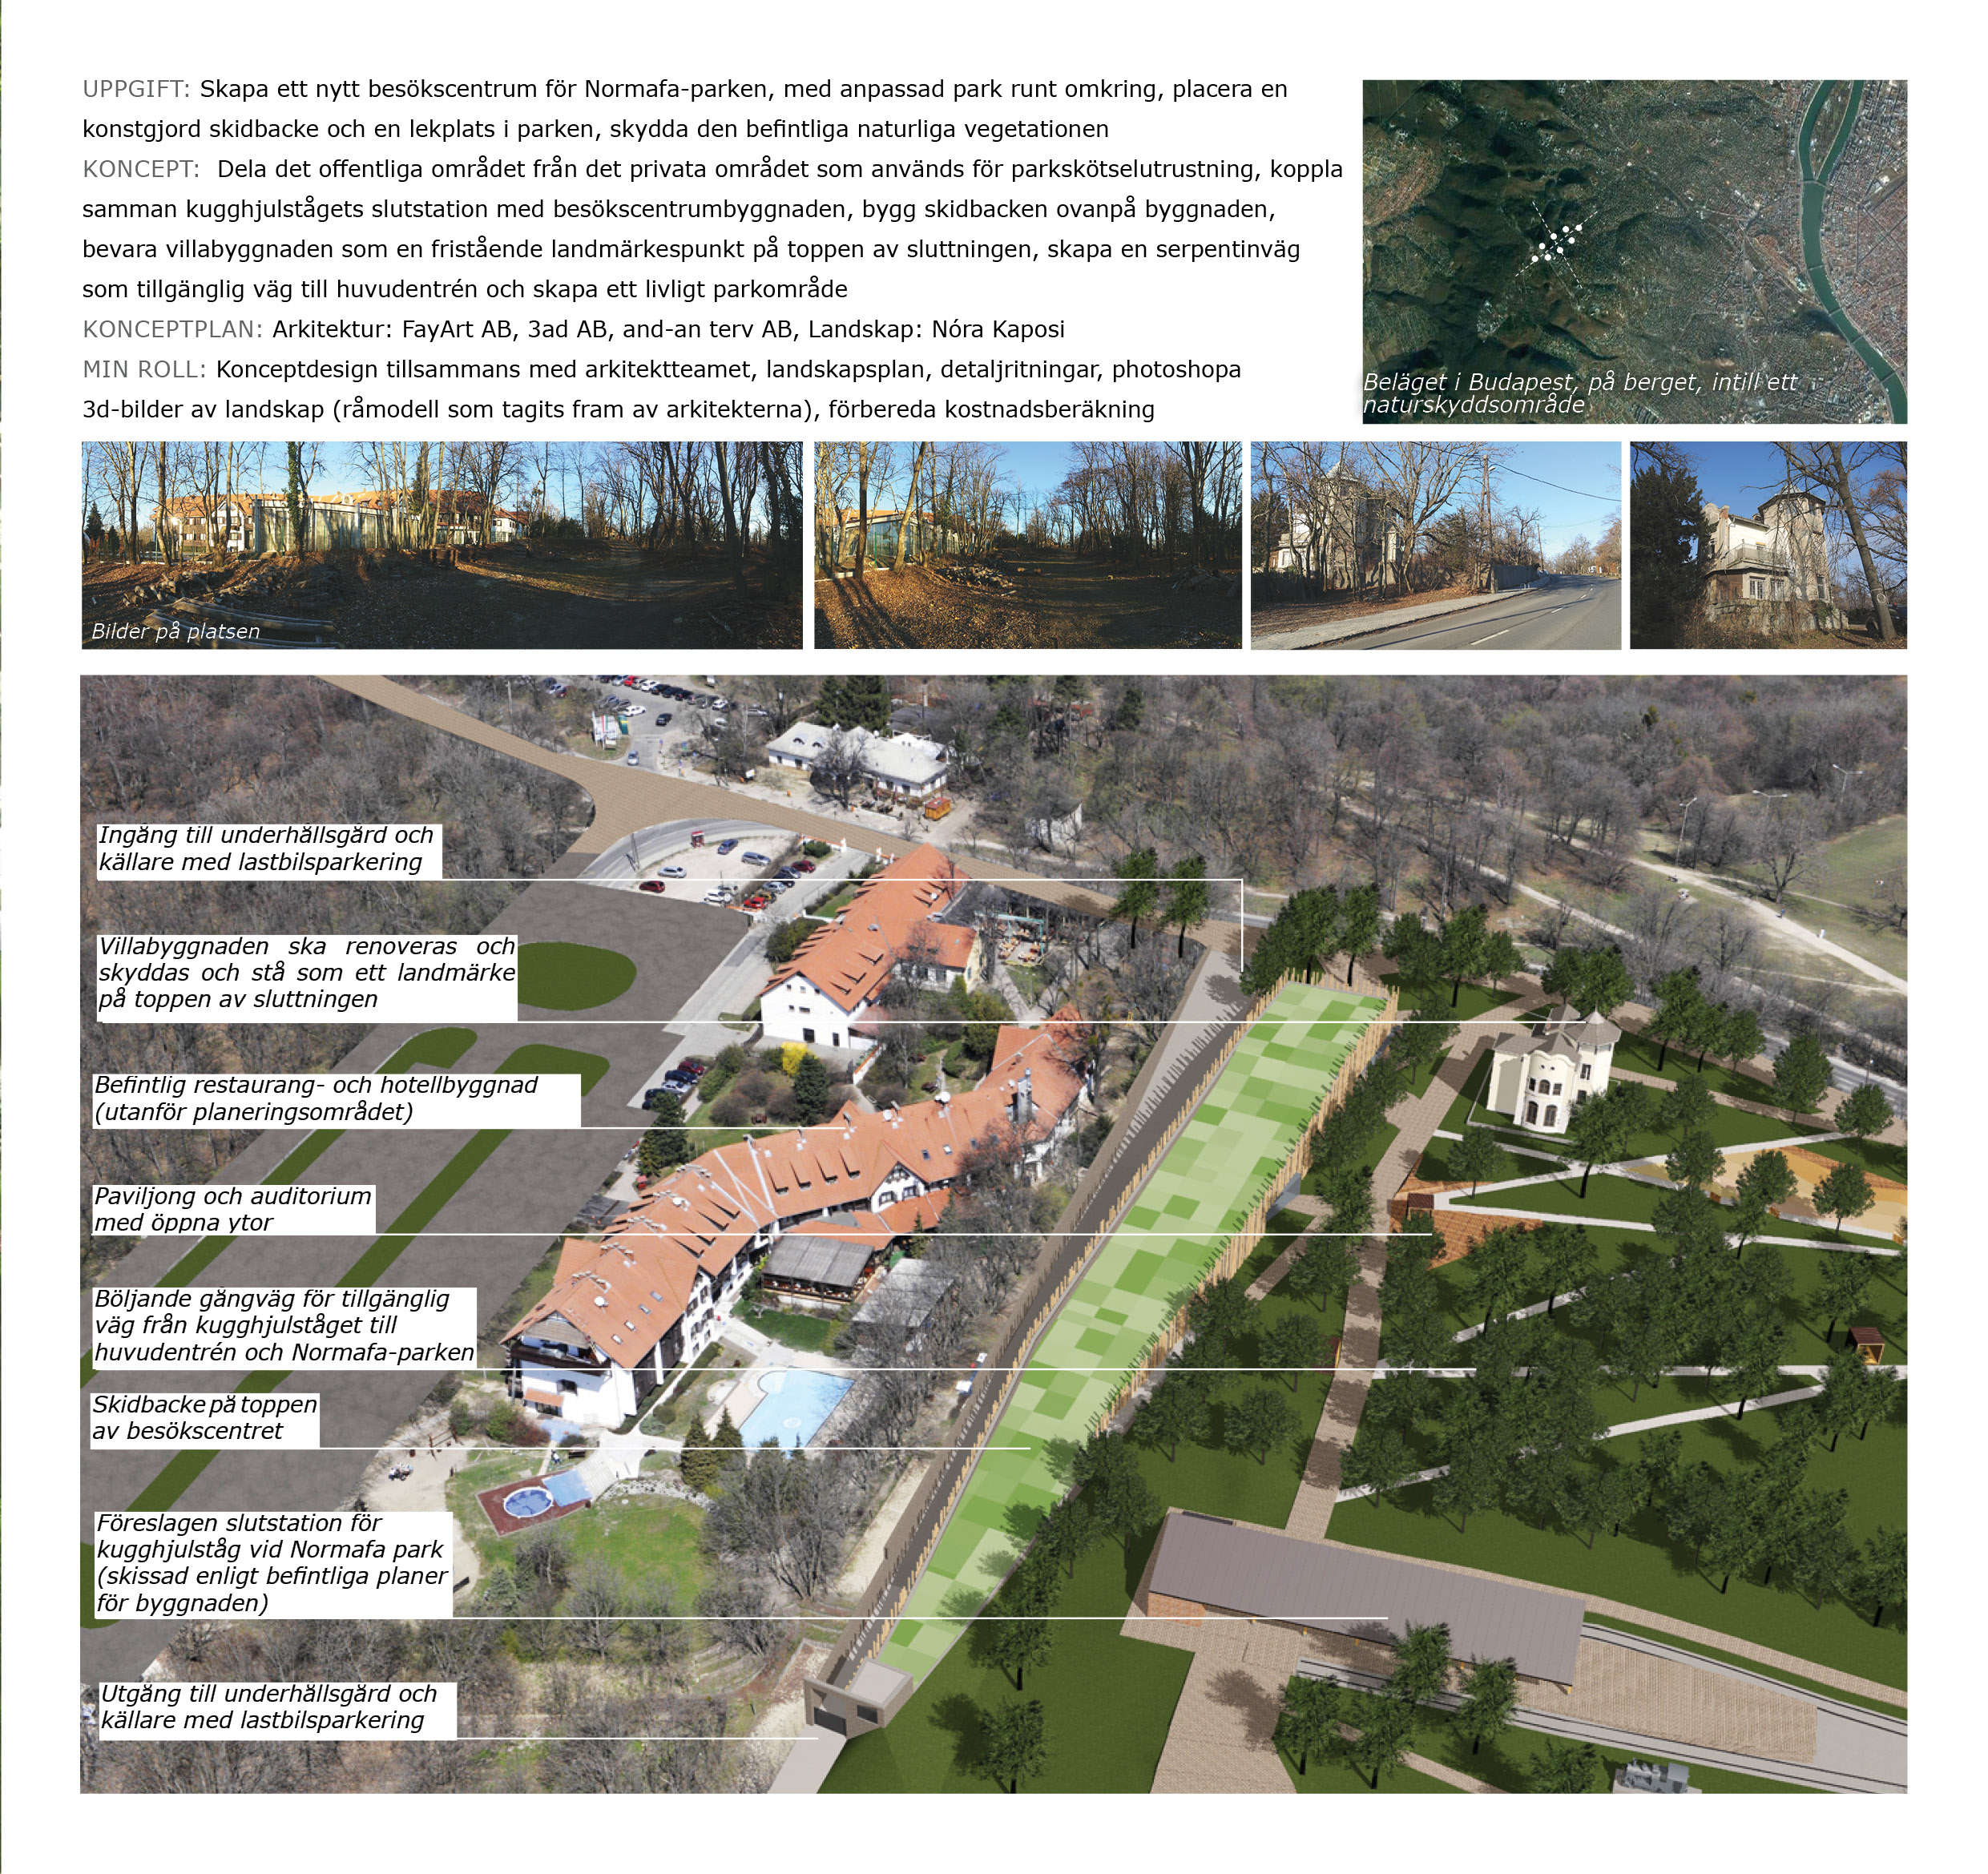 UPPGIFT: Skapa ett nytt besökscentrum för Normafa-parken, med anpassad park runt omkring, placera en
konstgjord skidbacke och en lekplats i parken, skydda den befintliga naturliga vegetationen
KONCEPT: Dela det offentliga området från det privata området som används för parkskötselutrustning, koppla
samman kugghjulstågets slutstation med besökscentrumbyggnaden, bygg skidbacken ovanpå byggnaden,
bevara villabyggnaden som en fristående landmärkespunkt på toppen av sluttningen, skapa en serpentinväg
som tillgänglig väg till huvudentrén och skapa ett livligt parkområde
KONCEPTPLAN: Arkitektur: FayArt AB, 3ad AB, and-an terv AB, Landskap: Nóra Kaposi
MIN ROLL: Konceptdesign tillsammans med arkitektteamet, landskapsplan, detaljritningar, photoshopa
3d-bilder av landskap (råmodell som tagits fram av arkitekterna), förbereda kostnadsberäkning
Beläget i Budapest, på berget, intill ett
naturskyddsområde
Bilder på platsen
Ingång till underhållsgård och
källare med lastbilsparkering
Villabyggnaden ska renoveras och
skyddas och stå som ett landmärke
på toppen av sluttningen
Befintlig restaurang- och hotellbyggnad
(utanför planeringsområdet)
Paviljong och auditorium
med öppna ytor
Böljande gångväg för tillgänglig
väg från kugghjulståget till
huvudentrén och Normafa-parken
Skidbacke på toppen
av besökscentret
Föreslagen slutstation för
kugghjulståg vid Normafa park
(skissad enligt befintliga planer
för byggnaden)
Utgång till underhållsgård och
källare med lastbilsparkering